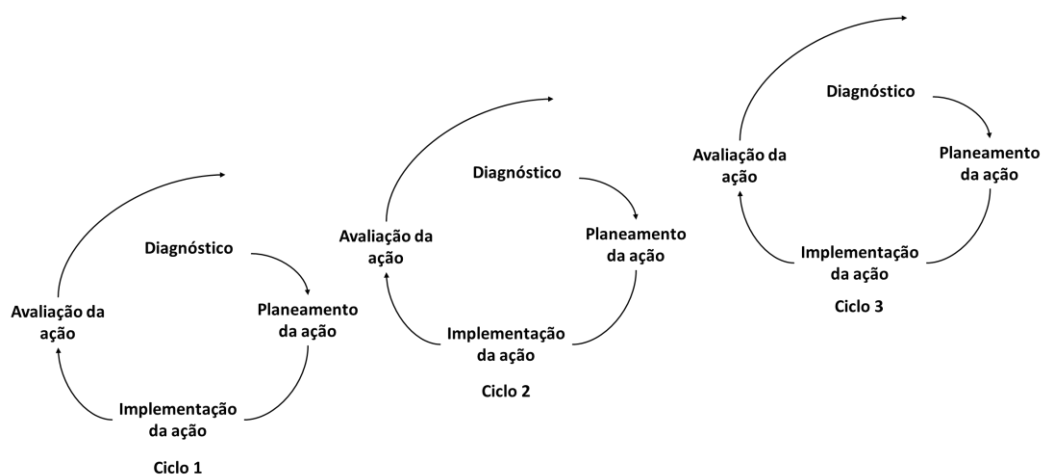 Diagnóstico
Planeamento
da ação
Implementação
da ação
Avaliação da
ação
Ciclo 1
Diagnóstico
Planeamento
da ação
Implementação
da ação
Avaliação da
ação
Ciclo 2
Diagnóstico
Planeamento
da ação
Implementação
da ação
Avaliação da
ação
Ciclo 3